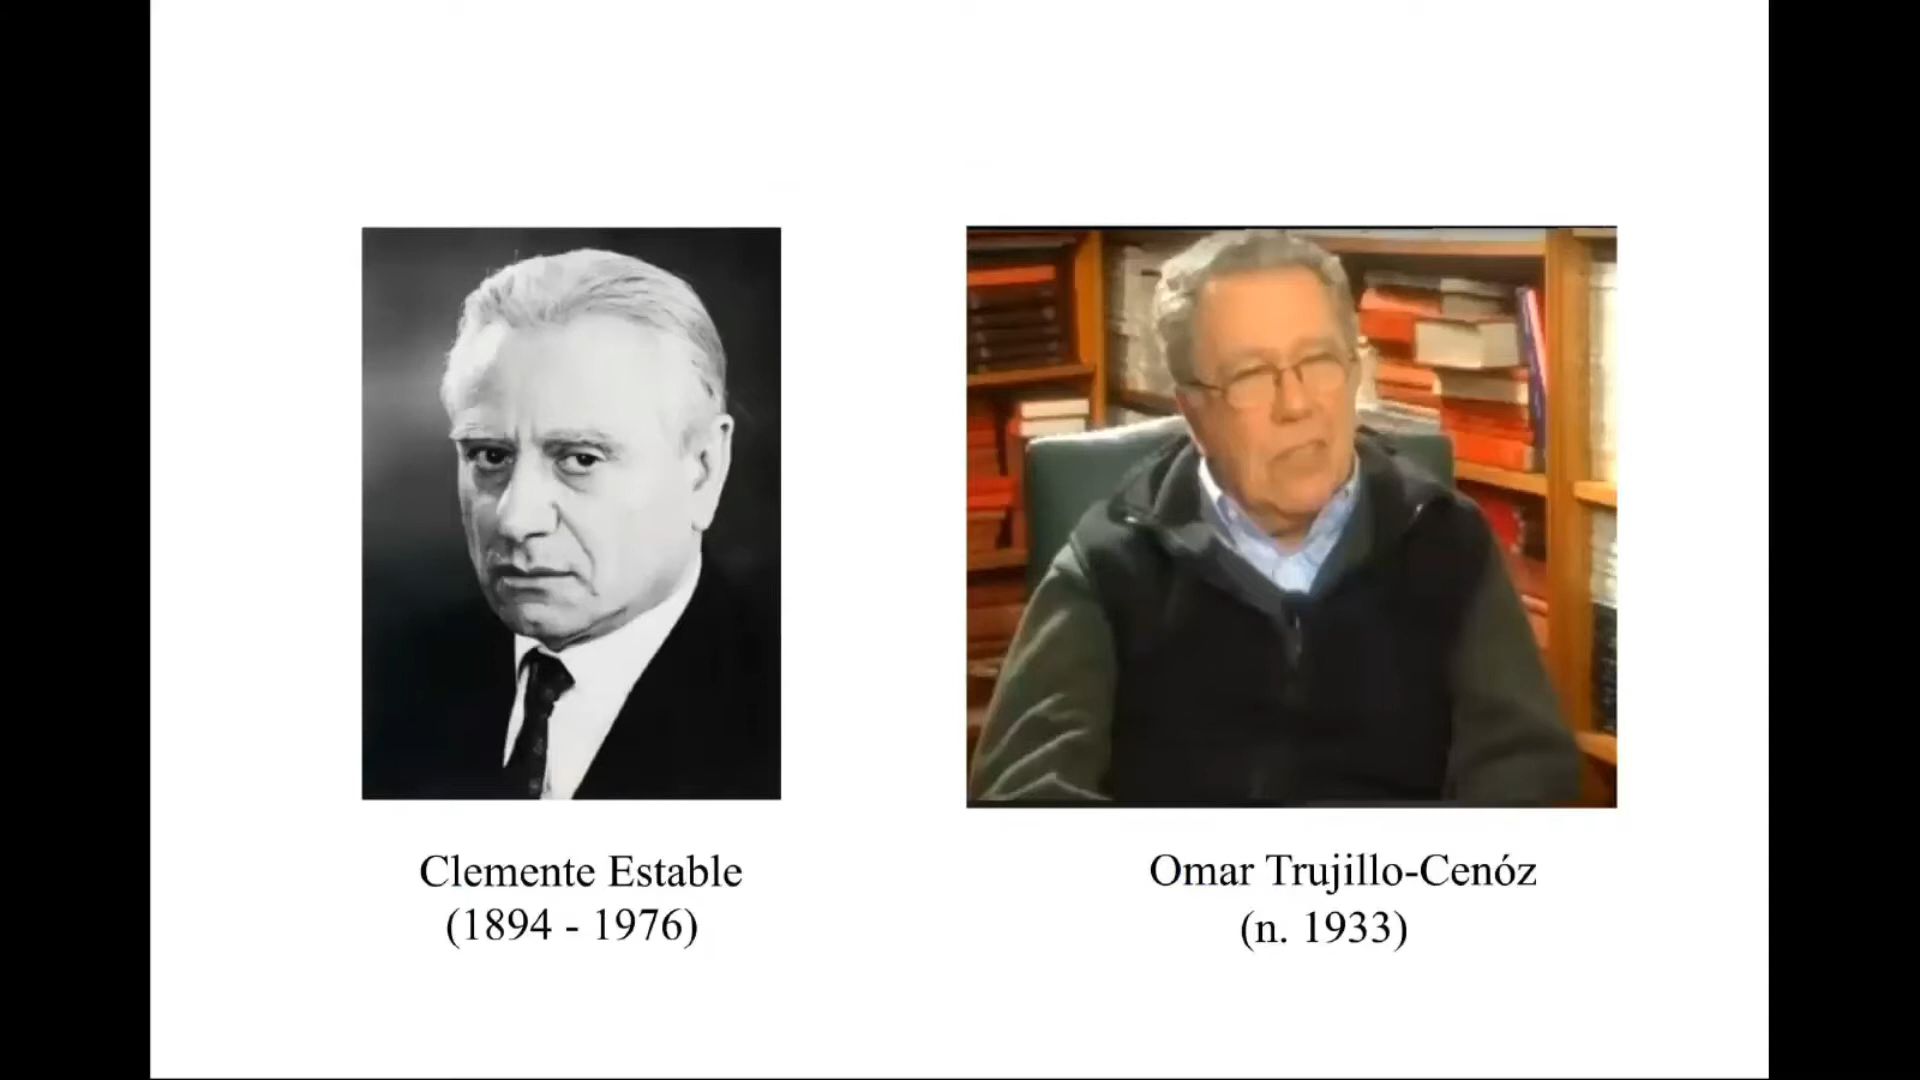 Clemente Estable
(1894 - 1976)
Omar Trujillo-Cenóz
(n. 1933)